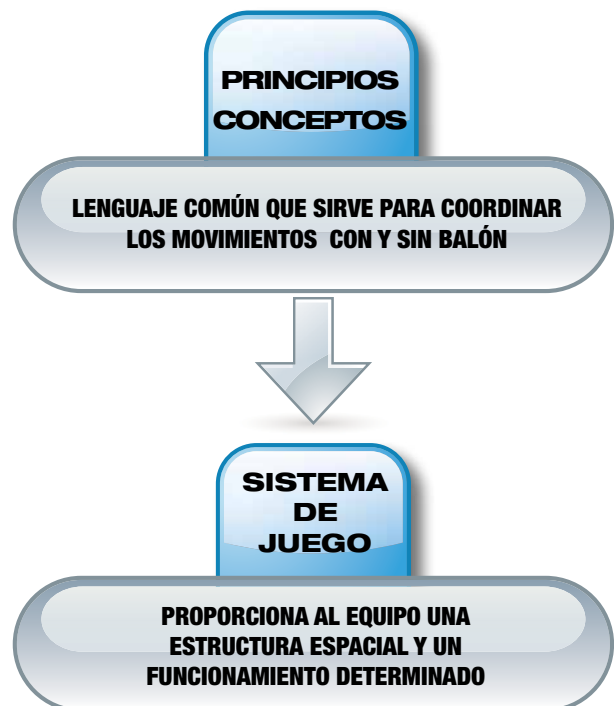 PRINCIPIOS
CONCEPTOS
LENGUAJE COMÚN QUE SIRVE PARA COORDINAR
LOS MOVIMIENTOS CON Y SIN BALÓN
SISTEMA
DE
JUEGO
PROPORCIONA AL EQUIPO UNA
ESTRUCTURA ESPACIAL Y UN
FUNCIONAMIENTO DETERMINADO